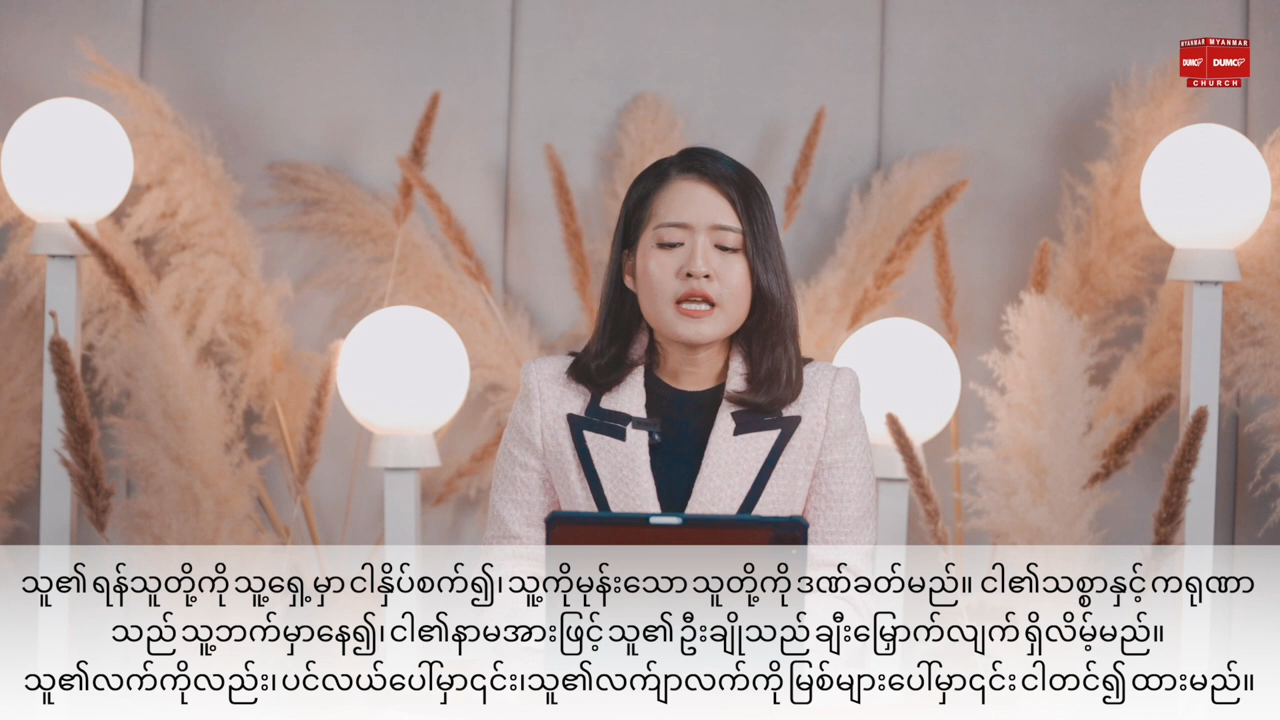 MYANMAR MYANMAR
DUMC DUMC
CHURCH
သူ၏ ရန်သူတို့ကို သူ့ရှေ့မှာ ငါနှိပ်စက်၍၊ သူ့ကိုမုန်းသော သူတို့ကို ဒဏ်ခတ်မည်။ ငါ၏သစ္စာနှင့် ကရုဏာ
သည် သူ့ဘက်မှာနေ၍၊ ငါ၏နာမအားဖြင့် သူ၏ ဦးချိုသည် ချီးမြှောက်လျက် ရှိလိမ့်မည်။
သူ၏လက်ကိုလည်း၊ ပင်လယ်ပေါ်မှာ၎င်း၊သူ၏လက်ျာလက်ကို မြစ်များပေါ်မှာ၎င်း ငါတင်၍ ထားမည်။